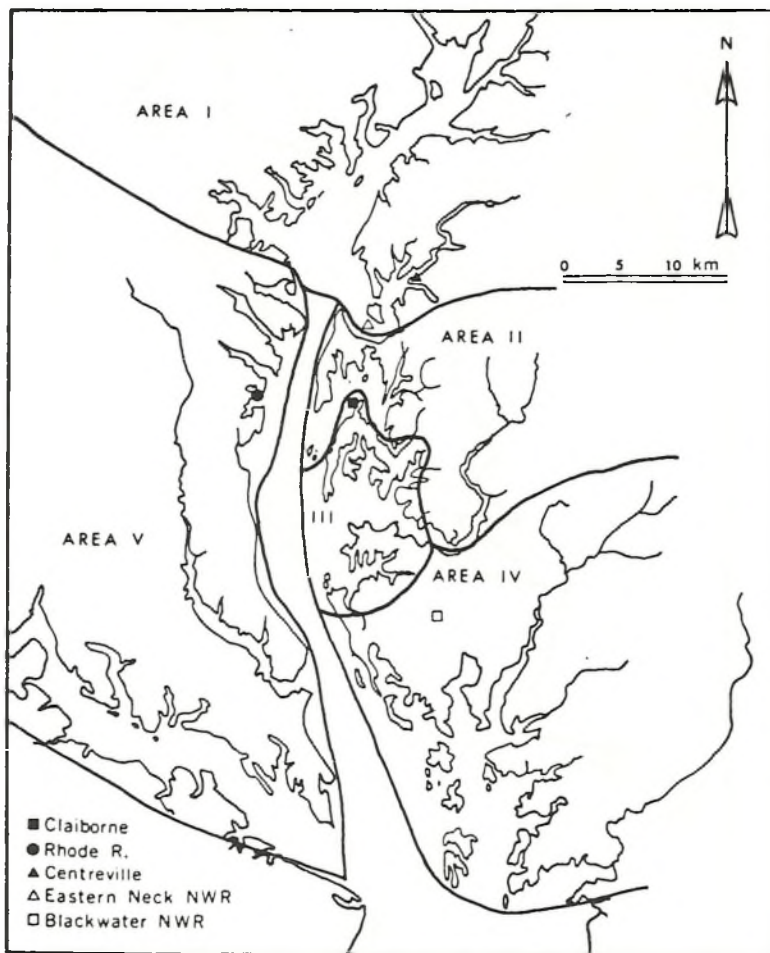 N
AREA I
0 5 10 km
AREA II
III
AREA V
AREA IV
Claiborne
Rhode R.
Centreville
Eastern Neck NWR
Blackwater NWR